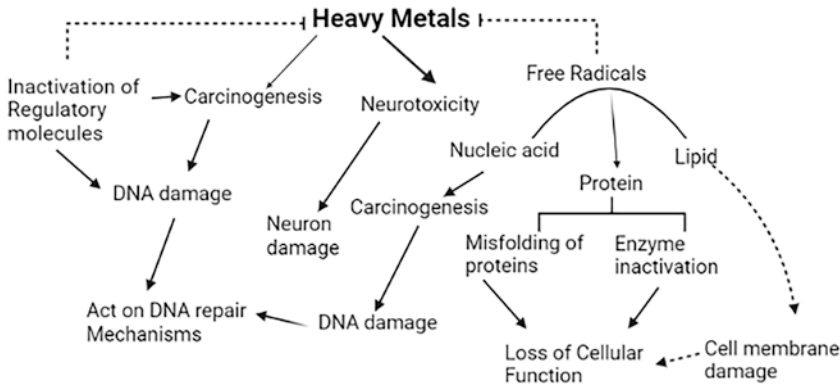 Heavy Metals
Inactivation of
Regulatory
molecules
Carcinogenesis
Neurotoxicity
Free Radicals
Nucleic acid
Lipid
Protein
DNA damage
Carcinogenesis
Neuron
damage
Misfolding of
proteins
Enzyme
inactivation
Act on DNA repair
Mechanisms
DNA damage
Loss of Cellular
Function
Cell membrane
damage